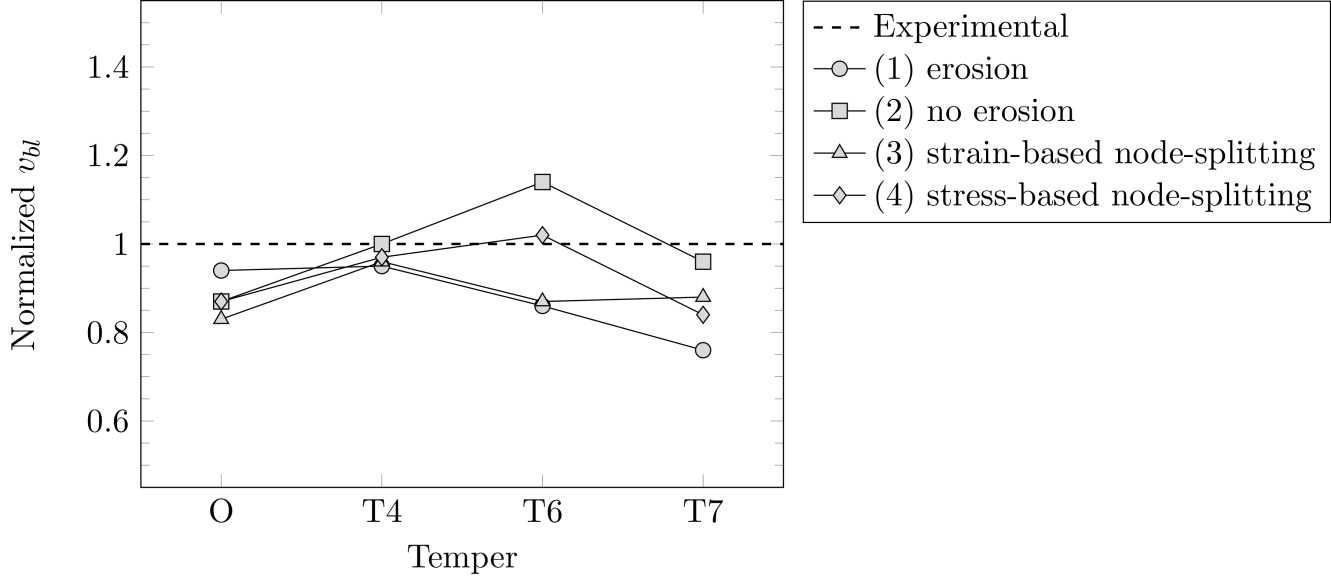 1.4
1.2
1
0.8
0.6
Normalized v_bl
O T4 T6 T7
Temper
Experimental
(1) erosion
(2) no erosion
(3) strain-based node-splitting
(4) stress-based node-splitting